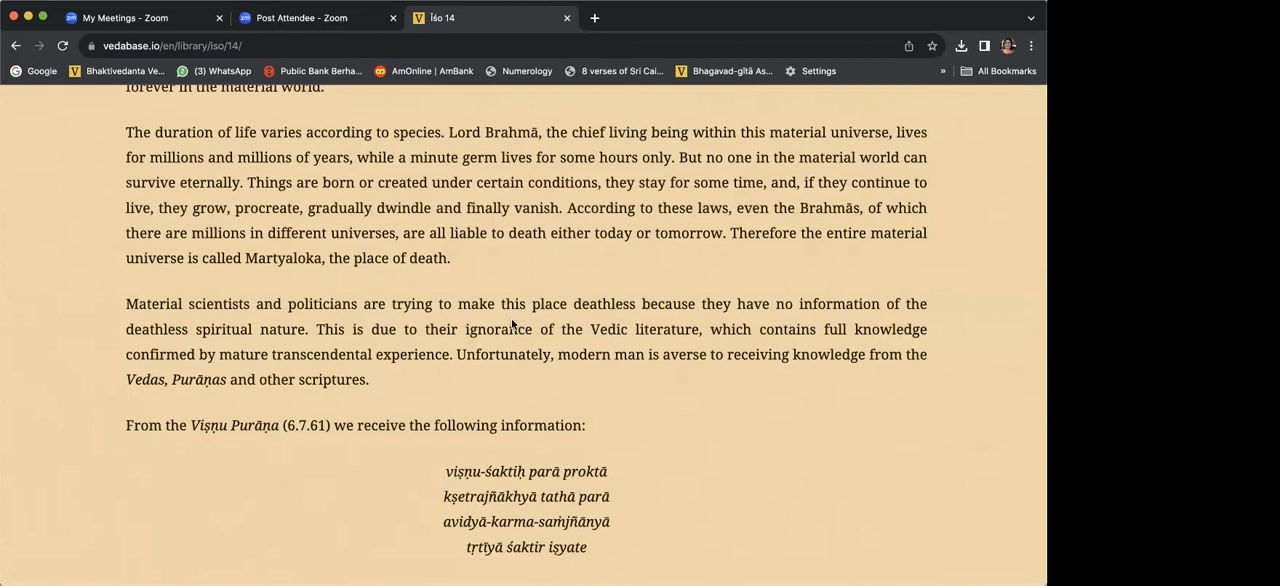 My Meetings - Zoom
Post Attendee - Zoom
Īśo 14
vedabase.io/en/library/iso/14/
Google
Bhaktivedanta Ve...
(3) WhatsApp
Public Bank Berha...
AmOnline | AmBank
Numerology
8 verses of Sri Cai...
Bhagavad-gītā As...
Settings
»
All Bookmarks
forever in the material world.
The duration of life varies according to species. Lord Brahmā, the chief living being within this material universe, lives
for millions and millions of years, while a minute germ lives for some hours only. But no one in the material world can
survive eternally. Things are born or created under certain conditions, they stay for some time, and, if they continue to
live, they grow, procreate, gradually dwindle and finally vanish. According to these laws, even the Brahmās, of which
there are millions in different universes, are all liable to death either today or tomorrow. Therefore the entire material
universe is called Martyaloka, the place of death.
Material scientists and politicians are trying to make this place deathless because they have no information of the
deathless spiritual nature. This is due to their ignorance of the Vedic literature, which contains full knowledge
confirmed by mature transcendental experience. Unfortunately, modern man is averse to receiving knowledge from the
Vedas, Purāṇas and other scriptures.
From the Viṣṇu Purāṇa (6.7.61) we receive the following information:
viṣṇu-śaktiḥ parā proktā
kṣetrajñākhyā tathā parā
avidyā-karma-saṁjñānyā
tṛtīyā śaktir iṣyate